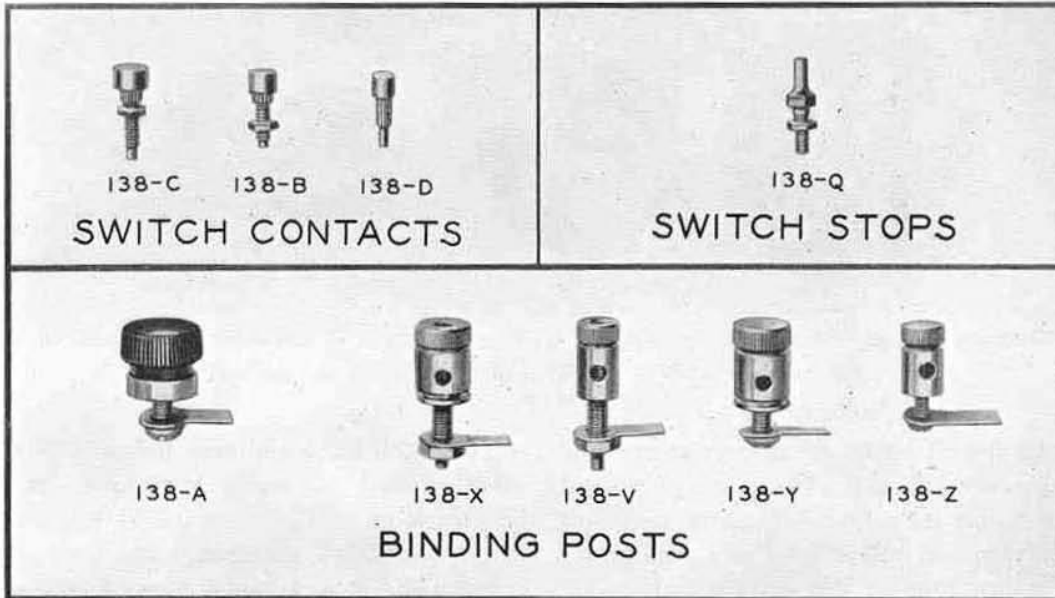 138-C 138-B 138-D
SWITCH CONTACTS
138-Q
SWITCH STOPS
138-A 138-X 138-V 138-Y 138-Z
BINDING POSTS